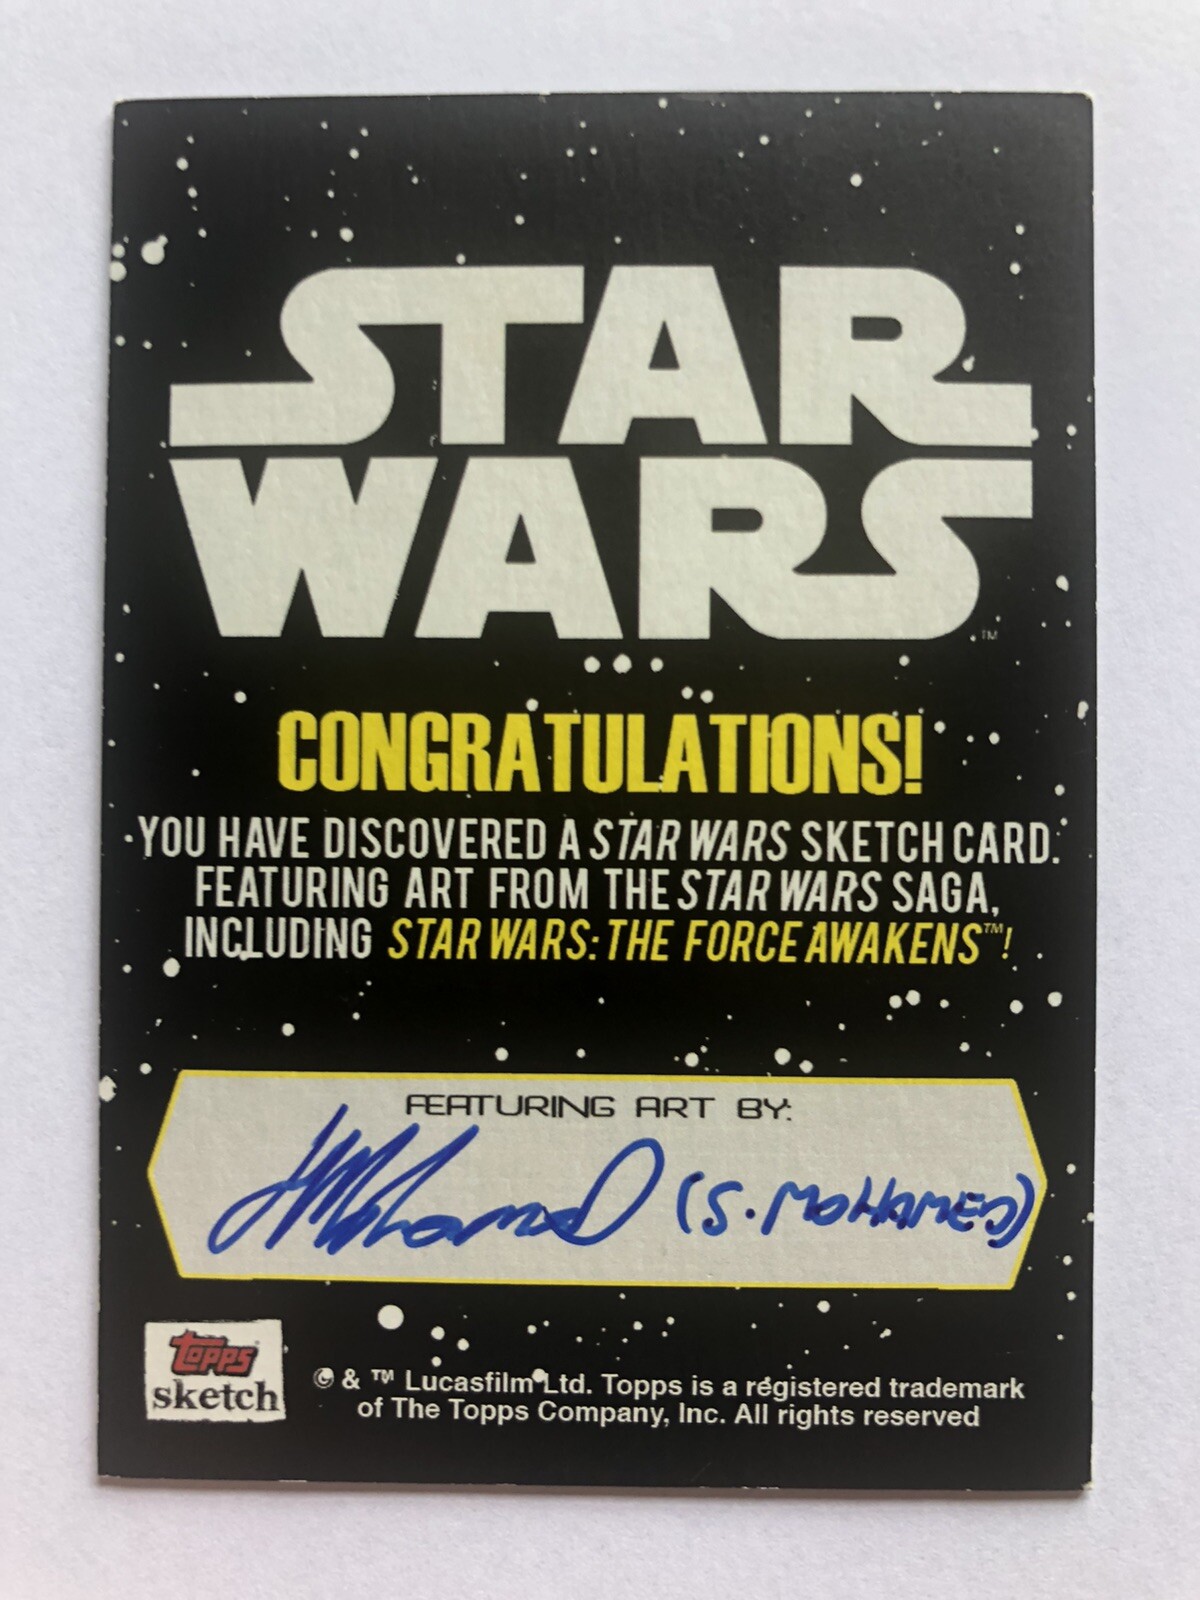 STAR
WARS
™
CONGRATULATIONS!
YOU HAVE DISCOVERED A STAR WARS SKETCH CARD.
FEATURING ART FROM THE STAR WARS SAGA,
INCLUDING STAR WARS: THE FORCE AWAKENS™!
FEATURING ART BY:
(S. MOHAMED)
topps
sketch
© & ™ Lucasfilm Ltd. Topps is a registered trademark
of The Topps Company, Inc. All rights reserved